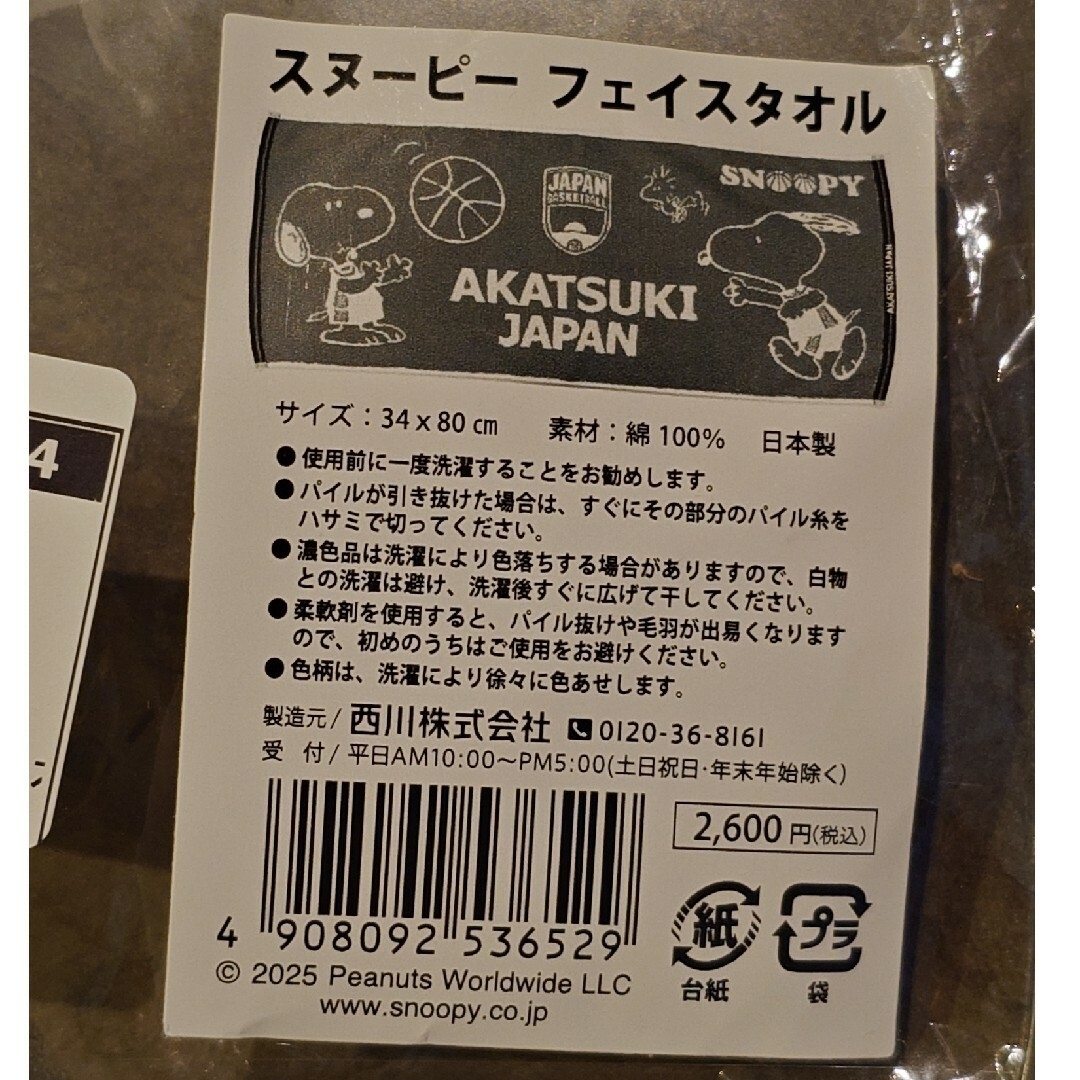 スヌーピー フェイスタオル
JAPAN
BASKETBALL
SNOOPY
AKATSUKI
JAPAN
AKATSUKI JAPAN
サイズ：34 x 80 ㎝　素材：綿 100%　日本製
●使用前に一度洗濯することをお勧めします。
●パイルが引き抜けた場合は、すぐにその部分のパイル糸を
ハサミで切ってください。
●濃色品は洗濯により色落ちする場合がありますので、白物
との洗濯は避け、洗濯後すぐに広げて干してください。
●柔軟剤を使用すると、パイル抜けや毛羽が出易くなります
ので、初めのうちはご使用をお避けください。
●色柄は、洗濯により徐々に色あせします。
製造元/ 西川株式会社 0120-36-8161
受 付/ 平日AM10:00～PM5:00(土日祝日･年末年始除く)
2,600 円(税込)
4 908092 536529
紙
台紙
プラ
袋
© 2025 Peanuts Worldwide LLC
www.snoopy.co.jp
4